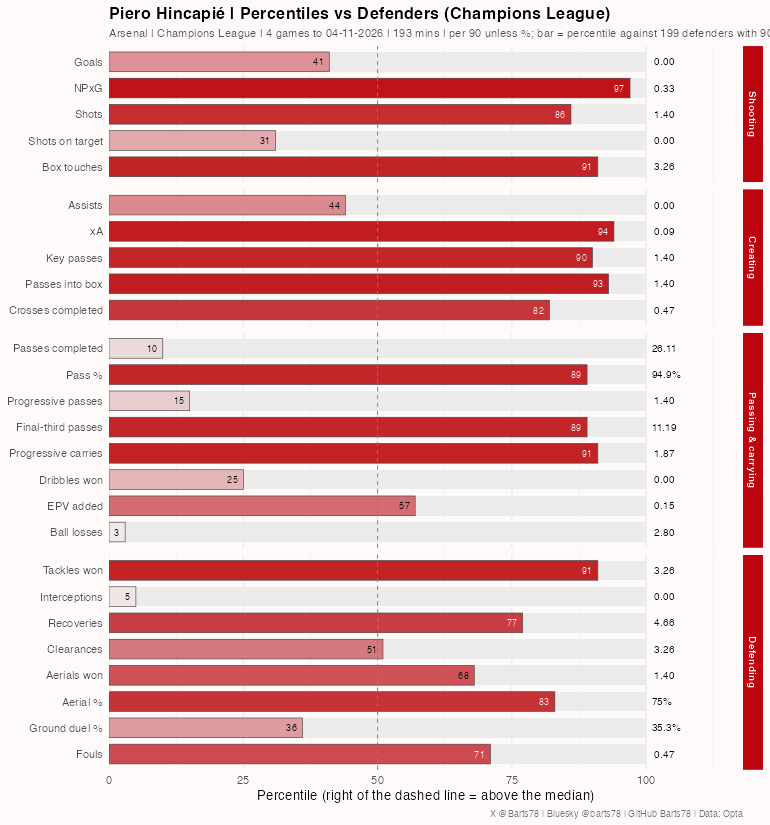 Piero Hincapié | Percentiles vs Defenders (Champions League)
Arsenal | Champions League | 4 games to 04-11-2026 | 193 mins | per 90 unless %; bar = percentile against 199 defenders with 90
Goals 41 0.00
NPxG 97 0.33
Shots 86 1.40
Shots on target 31 0.00
Box touches 91 3.26
Shooting
Assists 44 0.00
xA 94 0.09
Key passes 90 1.40
Passes into box 93 1.40
Crosses completed 82 0.47
Creating
Passes completed 10 26.11
Pass % 89 94.9%
Progressive passes 15 1.40
Final-third passes 89 11.19
Progressive carries 91 1.87
Dribbles won 25 0.00
EPV added 57 0.15
Ball losses 3 2.80
Passing & carrying
Tackles won 91 3.26
Interceptions 5 0.00
Recoveries 77 4.66
Clearances 51 3.26
Aerials won 68 1.40
Aerial % 83 75%
Ground duel % 36 35.3%
Fouls 71 0.47
Defending
0 25 50 75 100
Percentile (right of the dashed line = above the median)
X @Barts78 | Bluesky @barts78 | GitHub Barts78 | Data: Opta